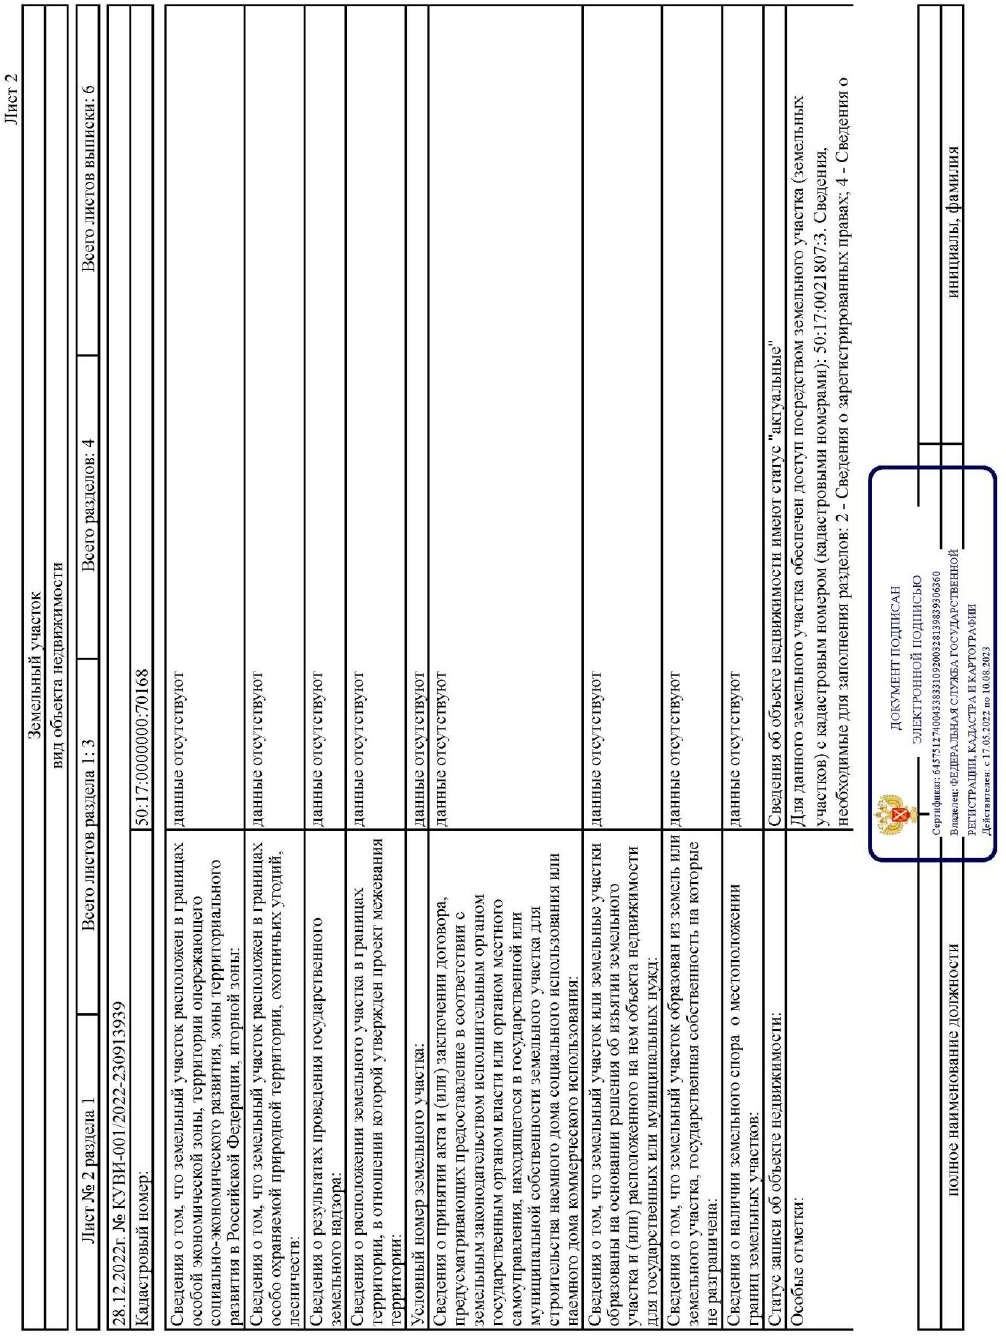 Лист 2
Земельный участок
вид объекта недвижимости
Лист № 2 раздела 1
Всего листов раздела 1: 3
Всего разделов: 4
Всего листов выписки: 6
28.12.2022г. № КУВИ-001/2022-230913939
Кадастровый номер:
50:17:0000000:70168
Сведения о том, что земельный участок расположен в границах
особой экономической зоны, территории опережающего
социально-экономического развития, зоны территориального
развития в Российской Федерации, игорной зоны:
данные отсутствуют
Сведения о том, что земельный участок расположен в границах
особо охраняемой природной территории, охотничьих угодий,
лесничеств:
данные отсутствуют
Сведения о результатах проведения государственного
земельного надзора:
данные отсутствуют
Сведения о расположении земельного участка в границах
территории, в отношении которой утвержден проект межевания
территории:
данные отсутствуют
Условный номер земельного участка:
данные отсутствуют
Сведения о принятии акта и (или) заключении договора,
предусматривающих предоставление в соответствии с
земельным законодательством исполнительным органом
государственным органом власти или органом местного
самоуправления, находящегося в государственной или
муниципальной собственности земельного участка для
строительства наемного дома социального использования или
наемного дома коммерческого использования:
данные отсутствуют
Сведения о том, что земельный участок или земельные участки
образованы на основании решения об изъятии земельного
участка и (или) расположенного на нем объекта недвижимости
для государственных или муниципальных нужд:
данные отсутствуют
Сведения о том, что земельный участок образован из земель или
земельного участка, государственная собственность на которые
не разграничена:
данные отсутствуют
Сведения о наличии земельного спора о местоположении
границ земельных участков:
данные отсутствуют
Статус записи об объекте недвижимости:
Сведения об объекте недвижимости имеют статус "актуальные"
Особые отметки:
Для данного земельного участка обеспечен доступ посредством земельного участка (земельных
участков) с кадастровым номером (кадастровыми номерами): 50:17:0021807:3. Сведения,
необходимые для заполнения разделов: 2 - Сведения о зарегистрированных правах; 4 - Сведения о
ДОКУМЕНТ ПОДПИСАН
ЭЛЕКТРОННОЙ ПОДПИСЬЮ
Владелец: ФЕДЕРАЛЬНАЯ СЛУЖБА ГОСУДАРСТВЕННОЙ
РЕГИСТРАЦИИ, КАДАСТРА И КАРТОГРАФИИ
Действителен: с 17.05.2022 по 10.08.2023
полное наименование должности
инициалы, фамилия